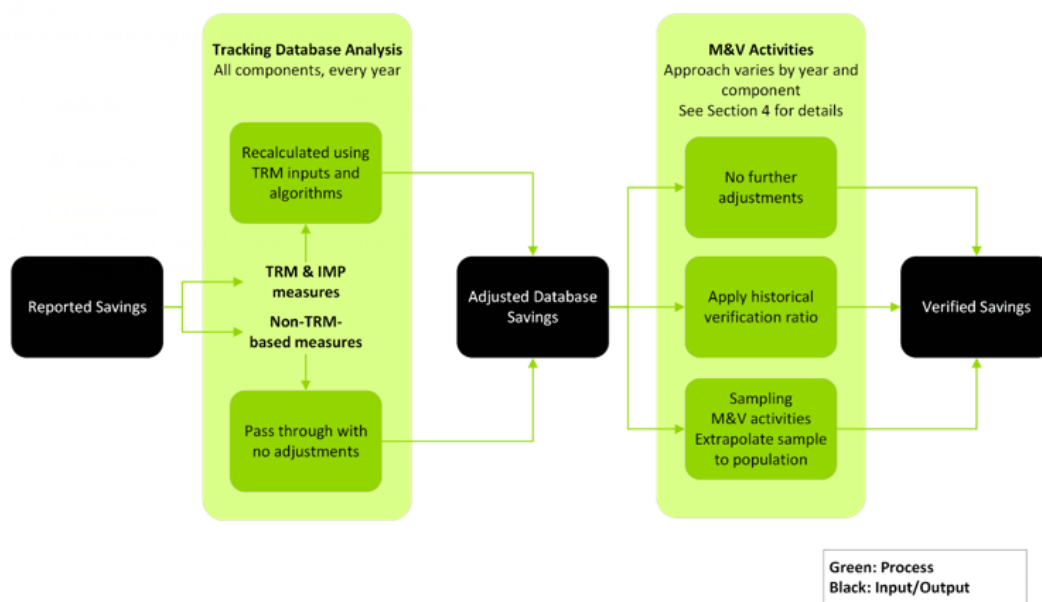 Tracking Database Analysis
All components, every year
Recalculated using
TRM inputs and
algorithms
TRM & IMP
measures
Non-TRM-
based measures
Pass through with
no adjustments
Reported Savings
Adjusted Database
Savings
M&V Activities
Approach varies by year and
component
See Section 4 for details
No further
adjustments
Apply historical
verification ratio
Sampling
M&V activities
Extrapolate sample
to population
Verified Savings
Green: Process
Black: Input/Output